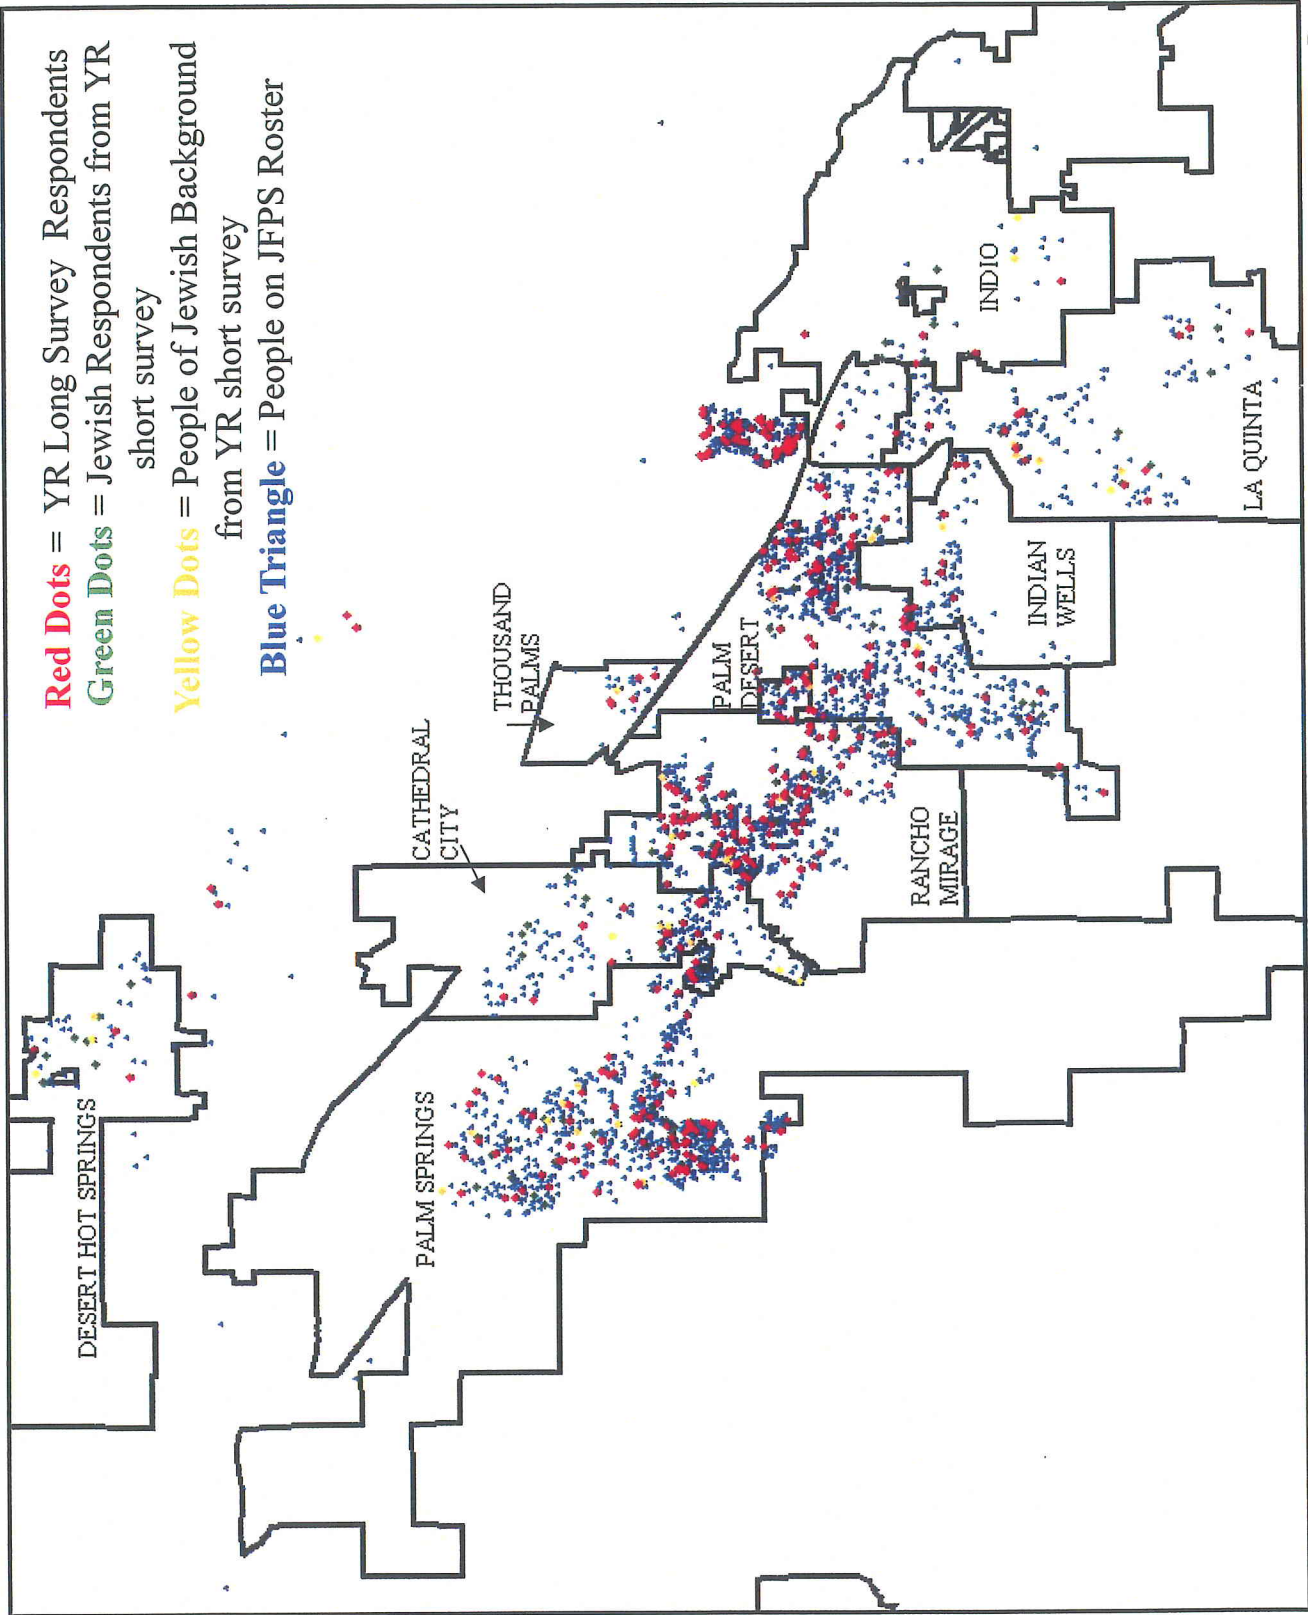 Red Dots = YR Long Survey Respondents
Green Dots = Jewish Respondents from YR
short survey
Yellow Dots = People of Jewish Background
from YR short survey
Blue Triangle = People on JFPS Roster
DESERT HOT SPRINGS
PALM SPRINGS
CATHEDRAL
CITY
THOUSAND
PALMS
PALM
DESERT
RANCHO
MIRAGE
INDIAN
WELLS
INDIO
LA QUINTA